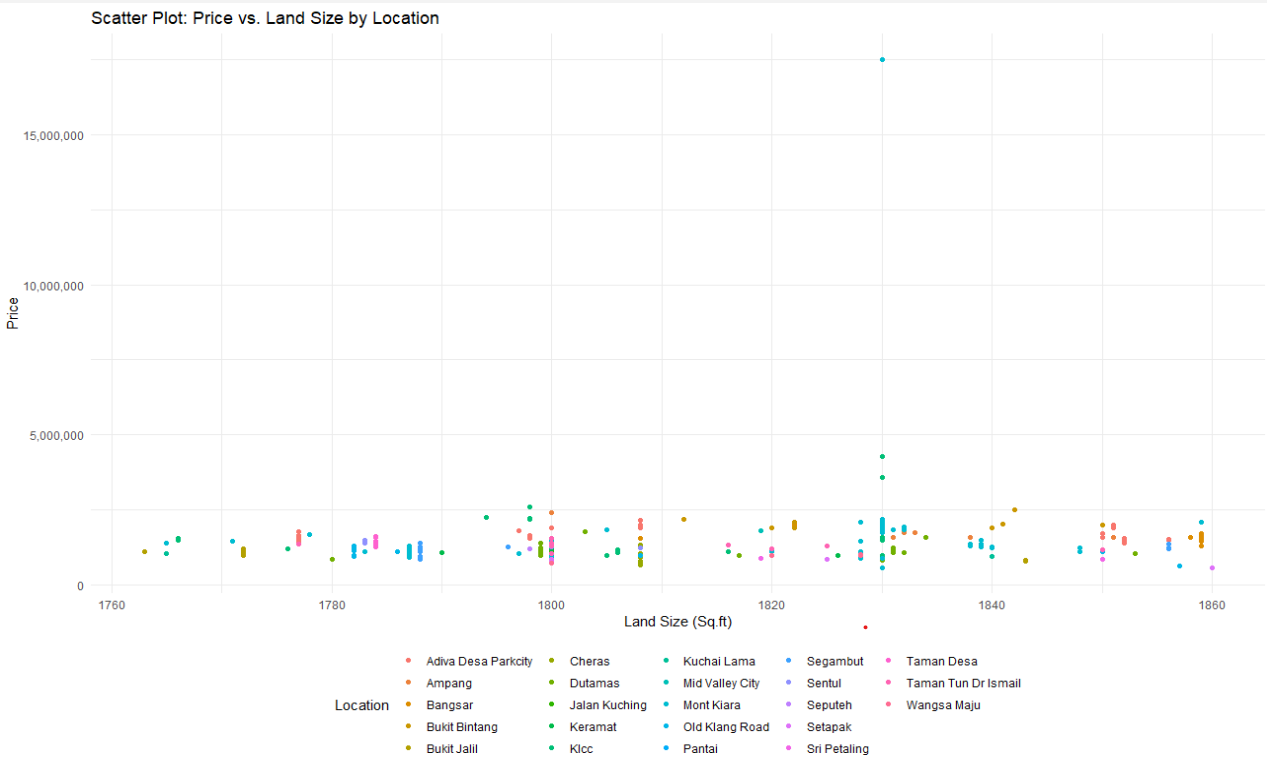 Scatter Plot: Price vs. Land Size by Location
15,000,000
10,000,000
Price
5,000,000
0
1760 1780 1800 1820 1840 1860
Land Size (Sq.ft)
Adiva Desa Parkcity Cheras Kuchai Lama Segambut Taman Desa
Ampang Dutamas Mid Valley City Sentul Taman Tun Dr Ismail
Location Bangsar Jalan Kuching Mont Kiara Seputeh Wangsa Maju
Bukit Bintang Keramat Old Klang Road Setapak
Bukit Jalil Klcc Pantai Sri Petaling